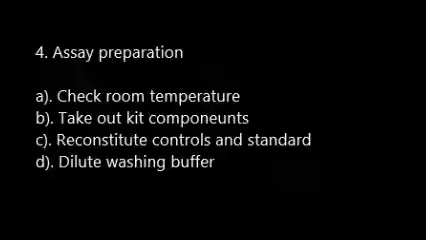 4. Assay preparation
a). Check room temperature
b). Take out kit componeunts
c). Reconstitute controls and standard
d). Dilute washing buffer